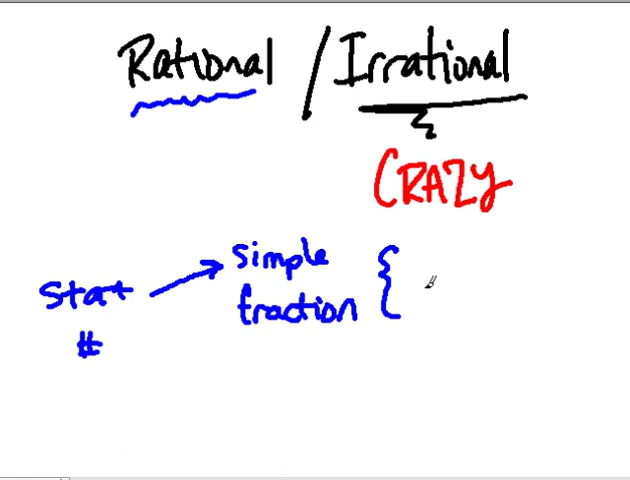 Rational / Irrational
CRAZY
Start → simple
# fraction {